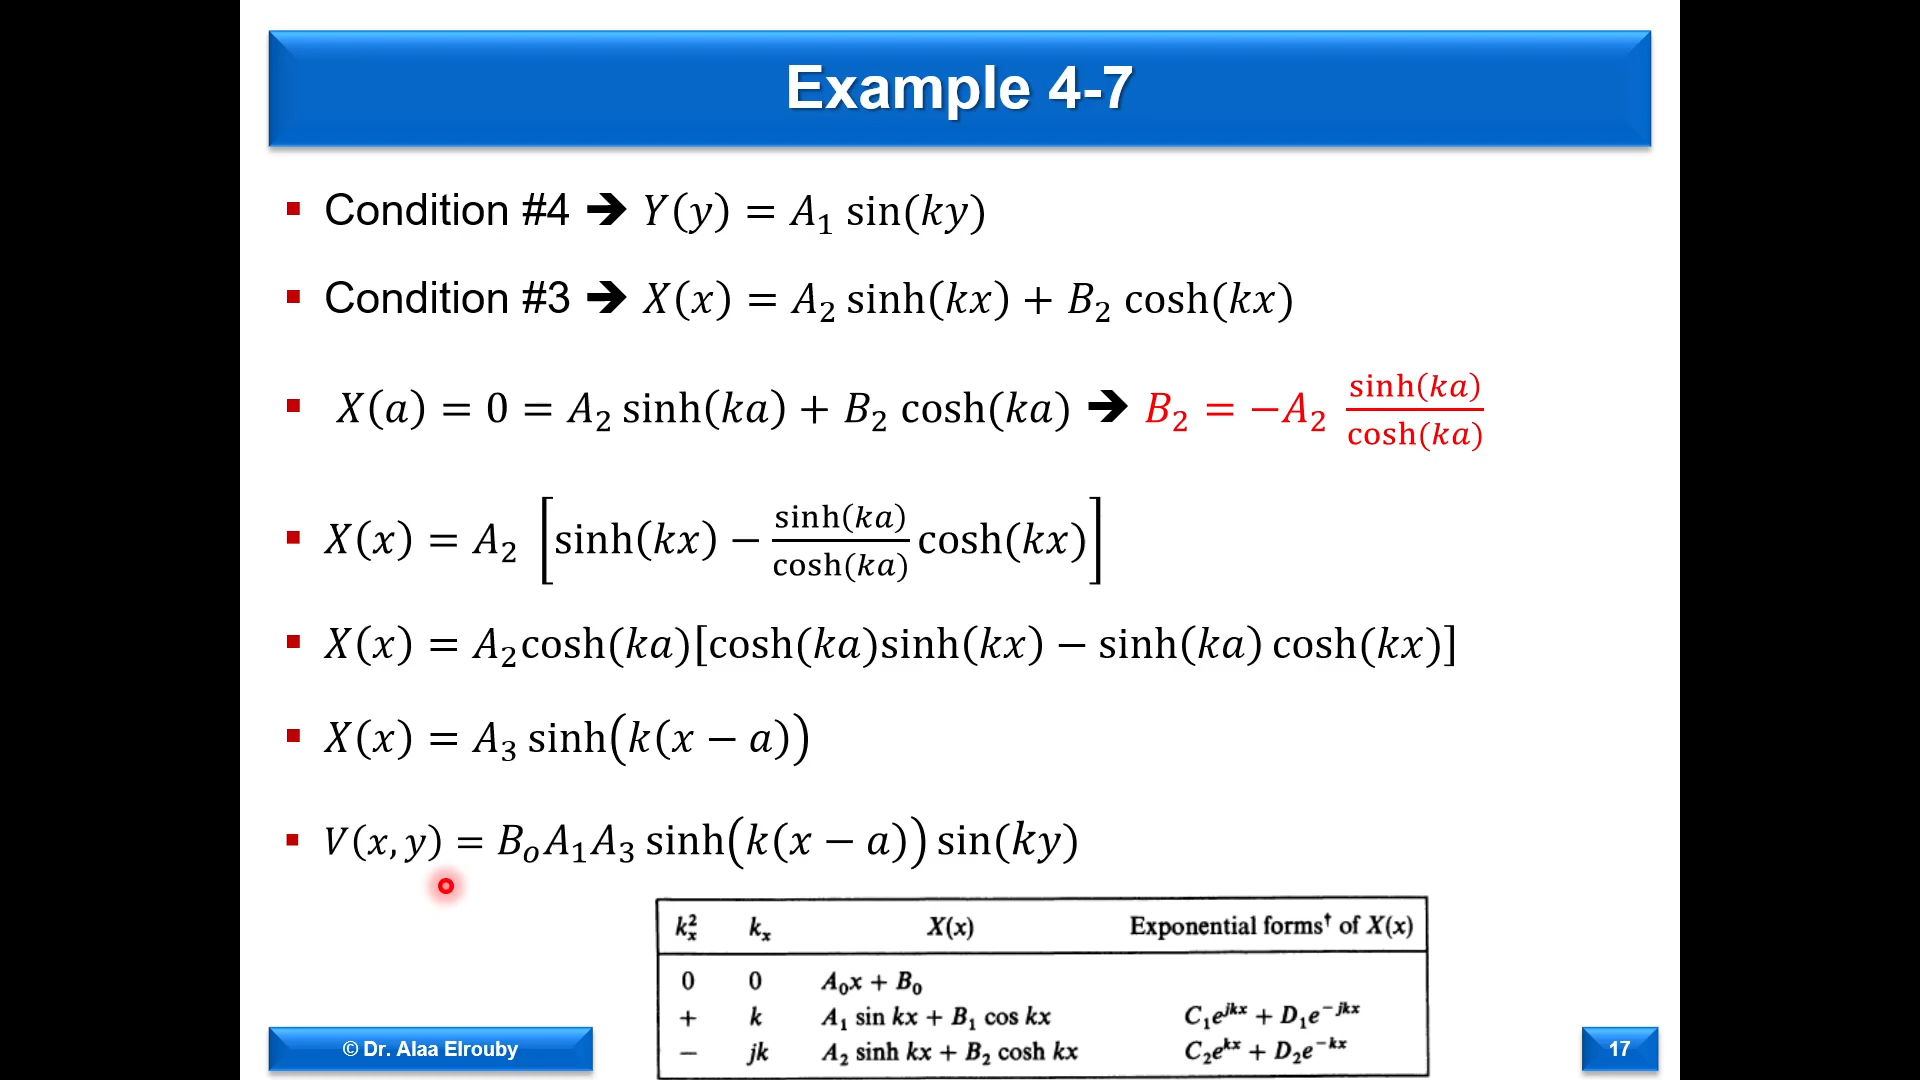 Example 4-7
▪ Condition #4 ➔ Y(y) = A₁ sin(ky)
▪ Condition #3 ➔ X(x) = A₂ sinh(kx) + B₂ cosh(kx)
▪ X(a) = 0 = A₂ sinh(ka) + B₂ cosh(ka) ➔ B₂ = −A₂ sinh(ka)/cosh(ka)
▪ X(x) = A₂ [sinh(kx) − sinh(ka)/cosh(ka) cosh(kx)]
▪ X(x) = A₂cosh(ka)[cosh(ka)sinh(kx) − sinh(ka) cosh(kx)]
▪ X(x) = A₃ sinh(k(x − a))
▪ V(x, y) = BₒA₁A₃ sinh(k(x − a)) sin(ky)
kₓ² kₓ X(x) Exponential forms† of X(x)
0 0 A₀x + B₀
+ k A₁ sin kx + B₁ cos kx C₁e^{jkx} + D₁e^{−jkx}
− jk A₂ sinh kx + B₂ cosh kx C₂e^{kx} + D₂e^{−kx}
© Dr. Alaa Elrouby
17